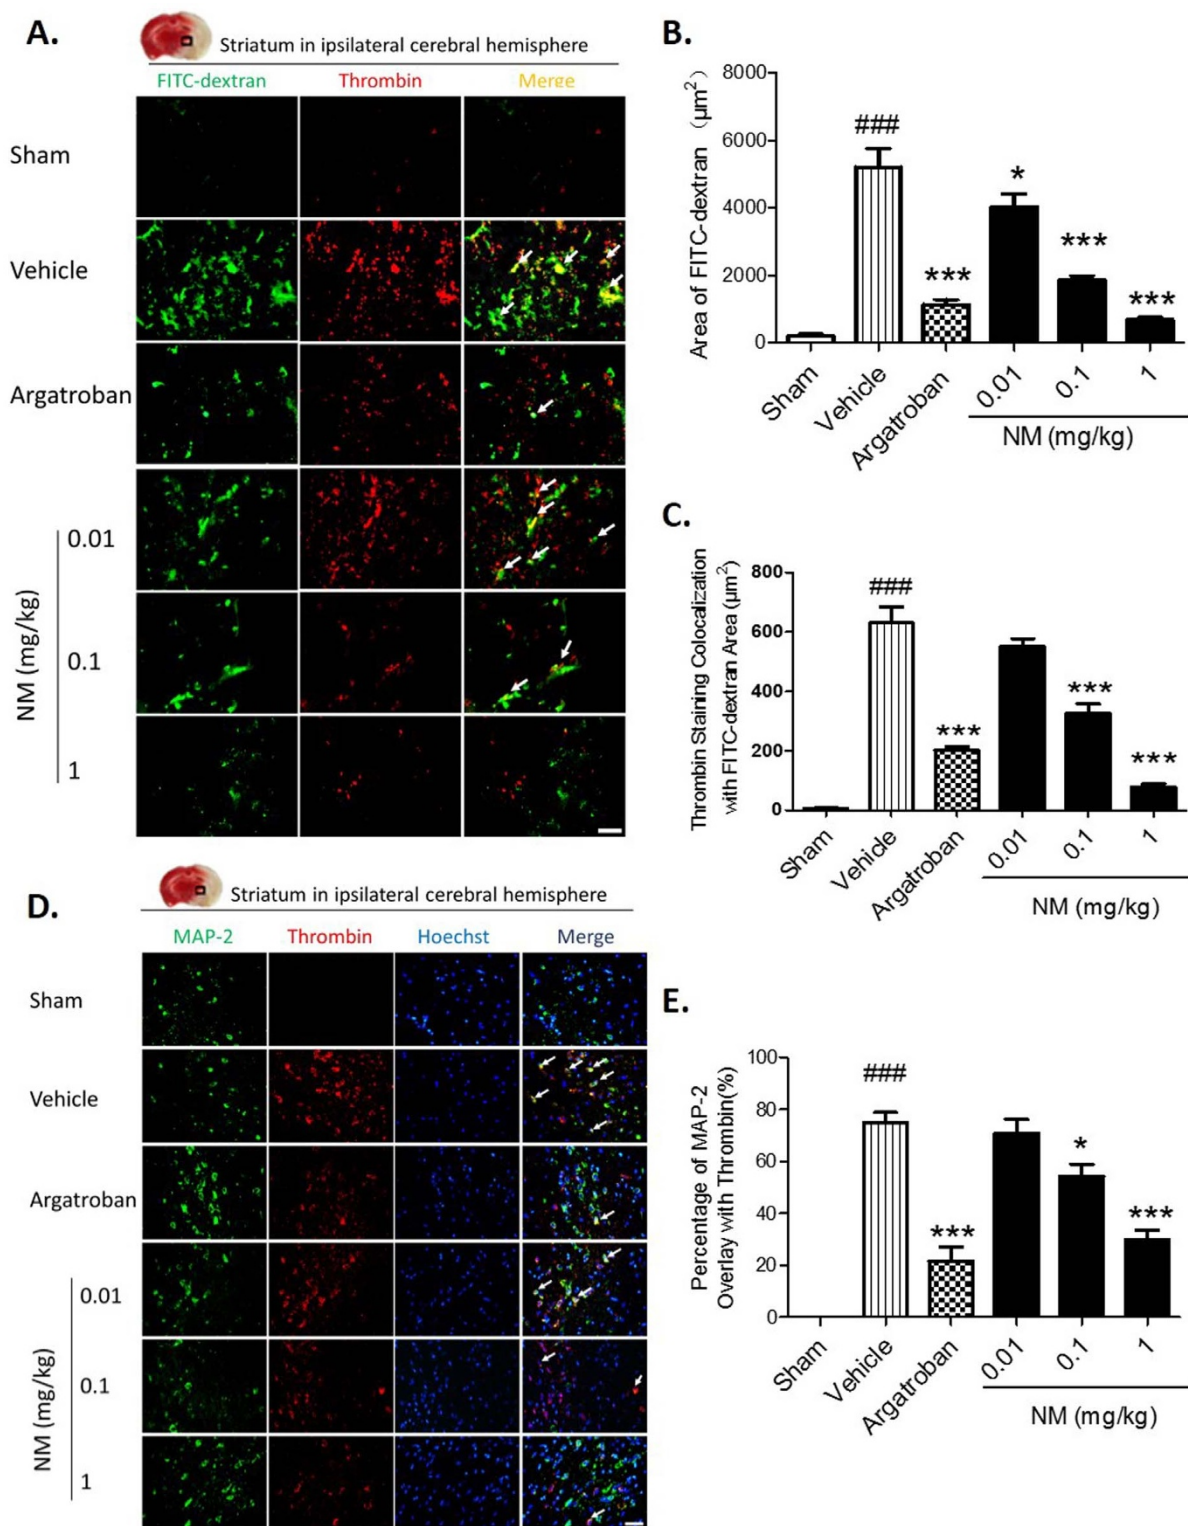 A.
Striatum in ipsilateral cerebral hemisphere
FITC-dextran Thrombin Merge
Sham
Vehicle
Argatroban
NM (mg/kg)
0.01
0.1
1
B.
Area of FITC-dextran (μm²)
8000
6000
4000
2000
0
###
***
*
***
***
Sham
Vehicle
Argatroban
0.01
0.1
1
NM (mg/kg)
C.
Thrombin Staining Colocalization
with FITC-dextran Area (μm²)
800
600
400
200
0
###
***
***
***
Sham
Vehicle
Argatroban
0.01
0.1
1
NM (mg/kg)
D.
Striatum in ipsilateral cerebral hemisphere
MAP-2 Thrombin Hoechst Merge
Sham
Vehicle
Argatroban
NM (mg/kg)
0.01
0.1
1
E.
Percentage of MAP-2
Overlay with Thrombin(%)
100
80
60
40
20
0
###
***
*
***
Sham
Vehicle
Argatroban
0.01
0.1
1
NM (mg/kg)